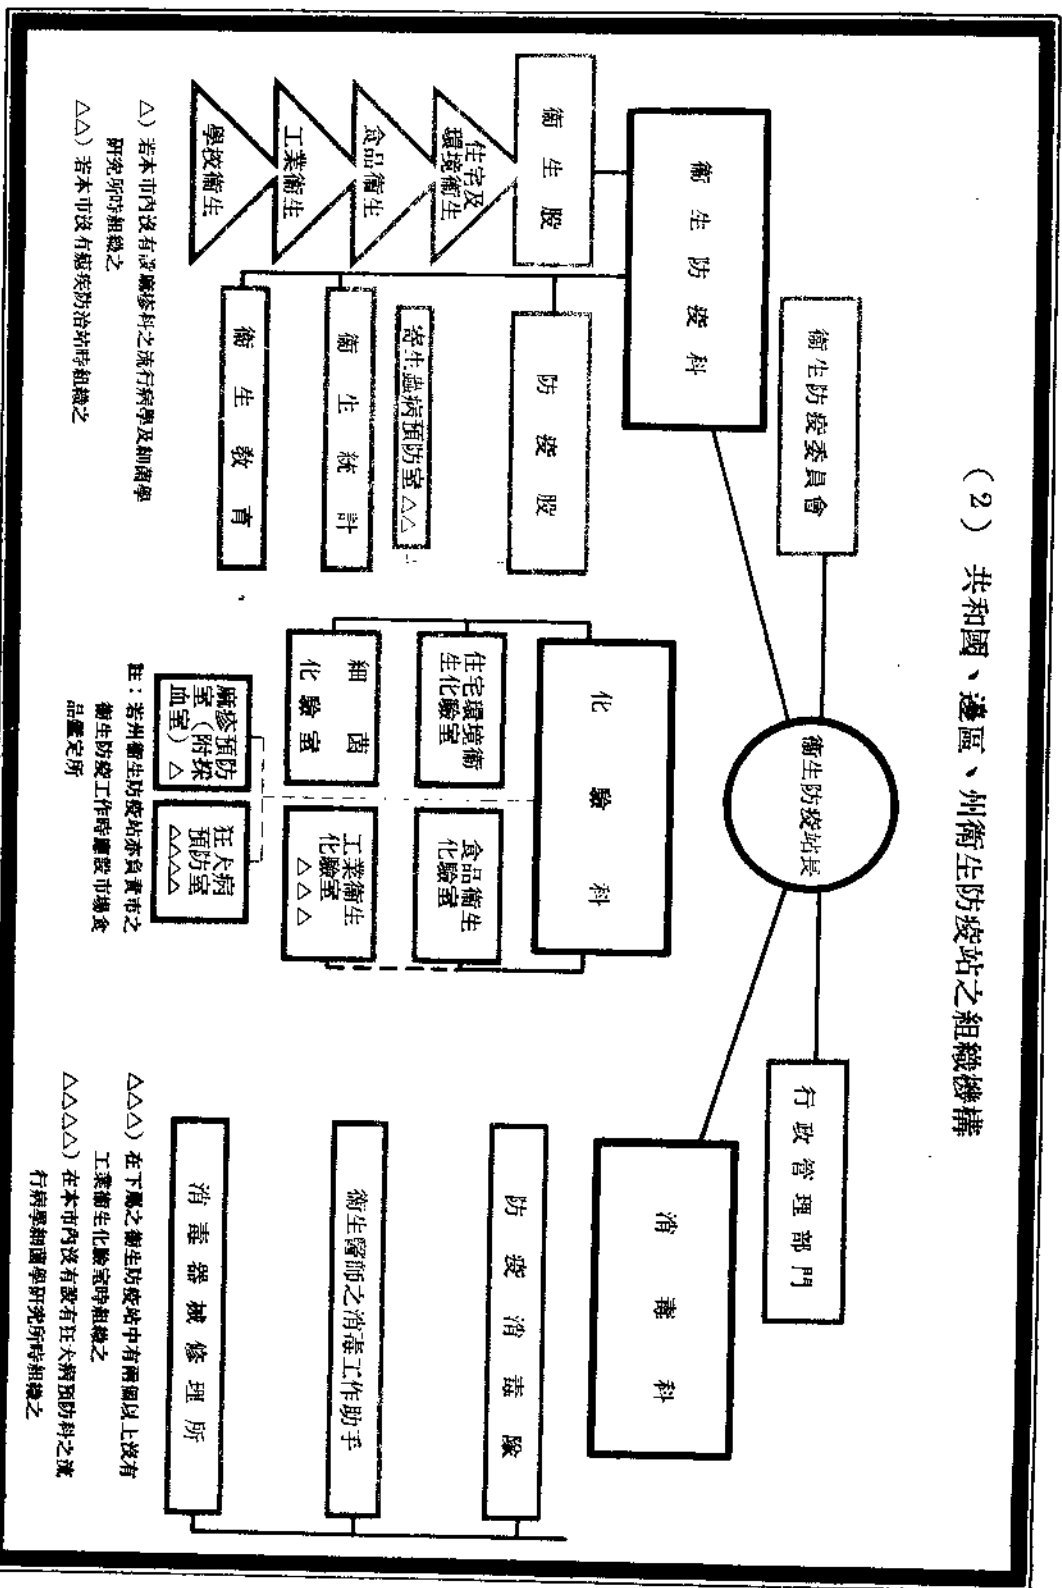 (2) 共和國、邊區、州衛生防疫站之組織機構
衛生防疫委員會
衛生防疫站長
行政管理部門
衛生防疫科
化驗科
消毒科
衛生股
住宅及
環境衛生
食品衛生
工業衛生
學校衛生
防疫股
寄生蟲病預防室△△
衛生統計
衛生教育
住宅環境衛
生化驗室
食品衛生
化驗室
細菌
化驗室
工業衛生
化驗室
△△△
麻疹預防
室(附採
血室)△
狂犬病
預防室
△△△△
防疫消毒隊
衛生醫師之消毒工作助手
消毒器械修理所
△)若本市內沒有設麻疹科之流行病學及細菌學
研究所時組織之
△△)若本市沒有瘧疾防治站時組織之
註:若州衛生防疫站亦負責市之
衛生防疫工作時應設市場食
品鑑定所
△△△)在下屬之衛生防疫站中有兩個以上沒有
工業衛生化驗室時組織之
△△△△)在本市內沒有設有狂犬病預防科之流
行病學細菌學研究所時組織之